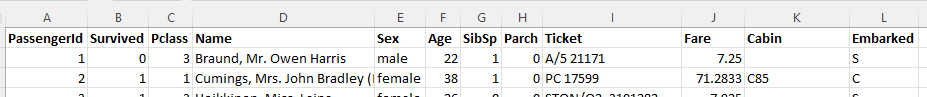 A B C D E F G H I J K L
PassengerId Survived Pclass Name Sex Age SibSp Parch Ticket Fare Cabin Embarked
1 0 3 Braund, Mr. Owen Harris male 22 1 0 A/5 21171 7.25 S
2 1 1 Cumings, Mrs. John Bradley (I female 38 1 0 PC 17599 71.2833 C85 C